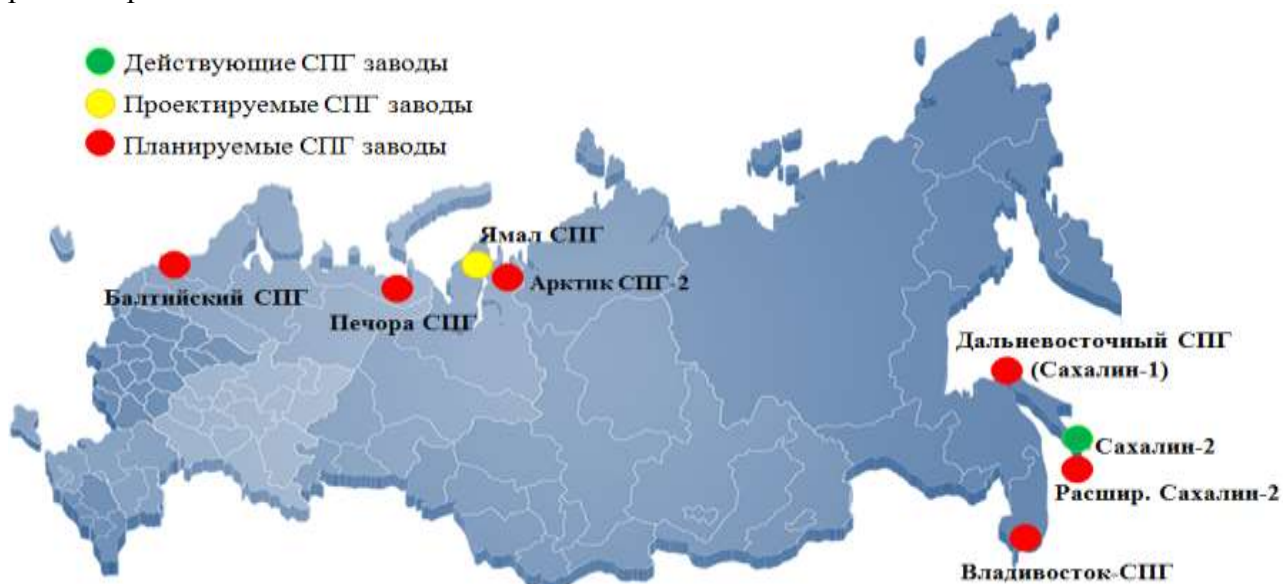 Действующие СПГ заводы
Проектируемые СПГ заводы
Планируемые СПГ заводы
Ямал СПГ
Балтийский СПГ
Арктик СПГ-2
Печора СПГ
Дальневосточный СПГ
(Сахалин-1)
Сахалин-2
Расшир. Сахалин-2
Владивосток-СПГ